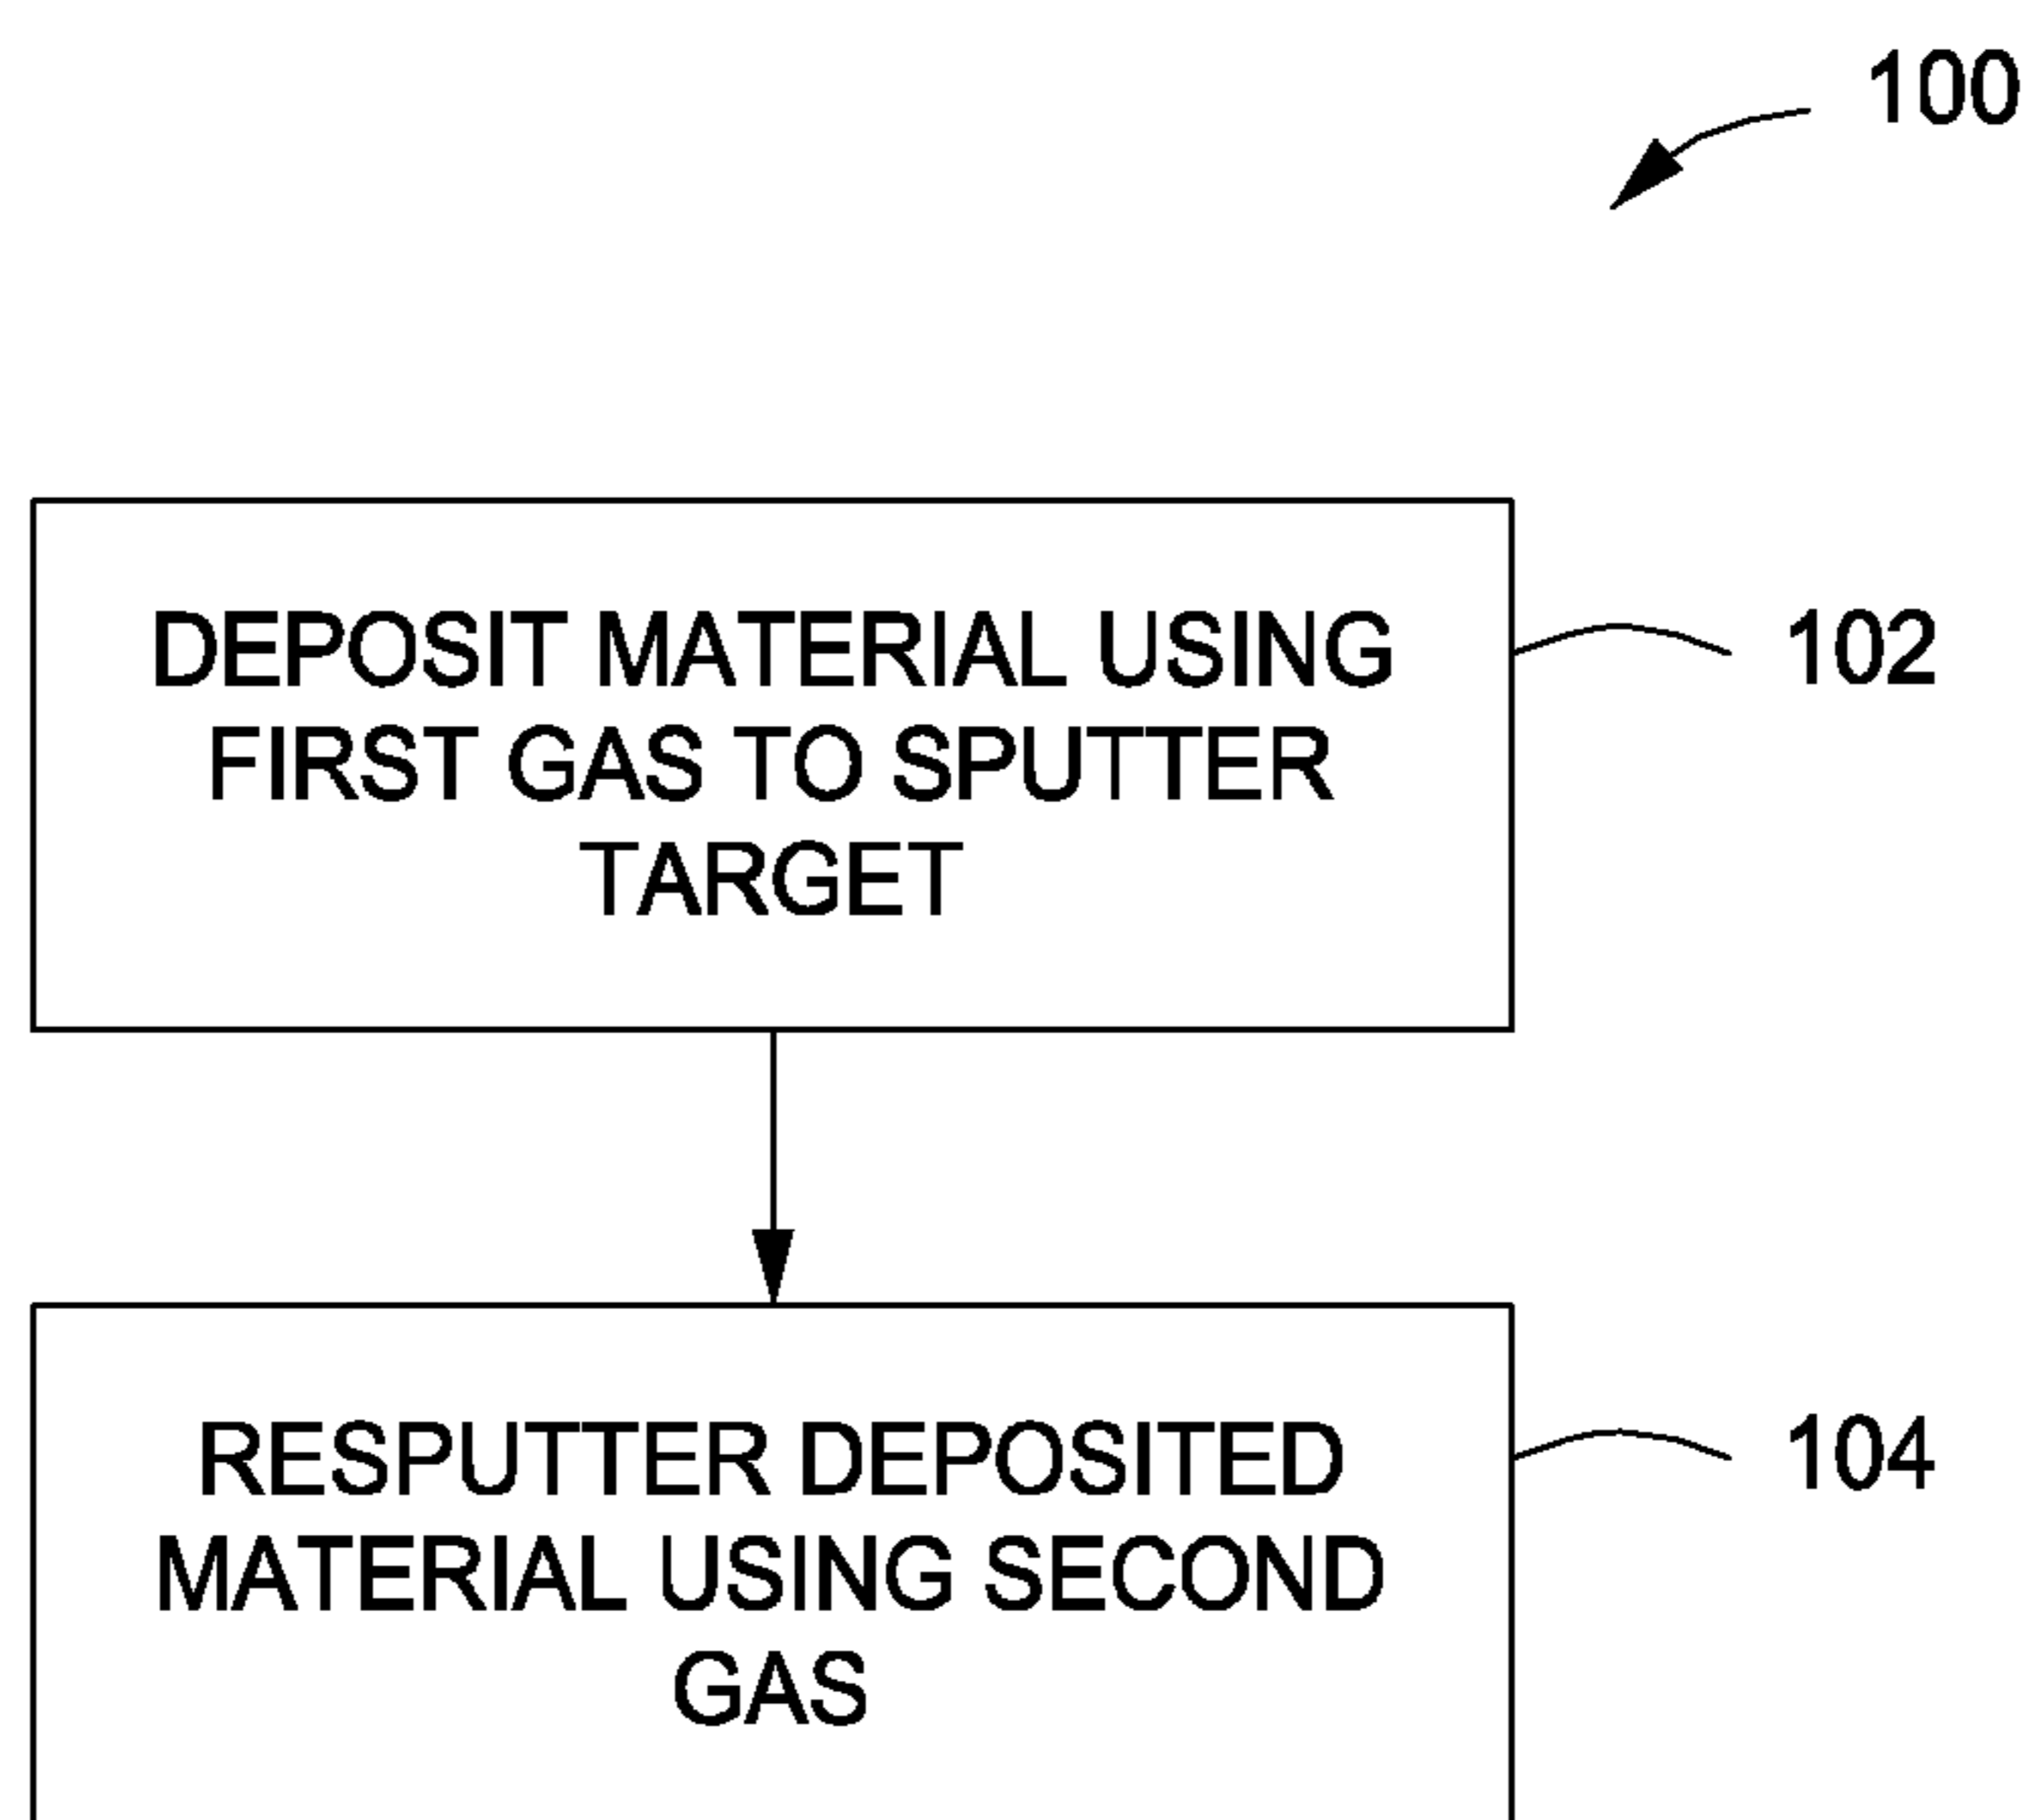 100
DEPOSIT MATERIAL USING
FIRST GAS TO SPUTTER
TARGET
102
RESPUTTER DEPOSITED
MATERIAL USING SECOND
GAS
104